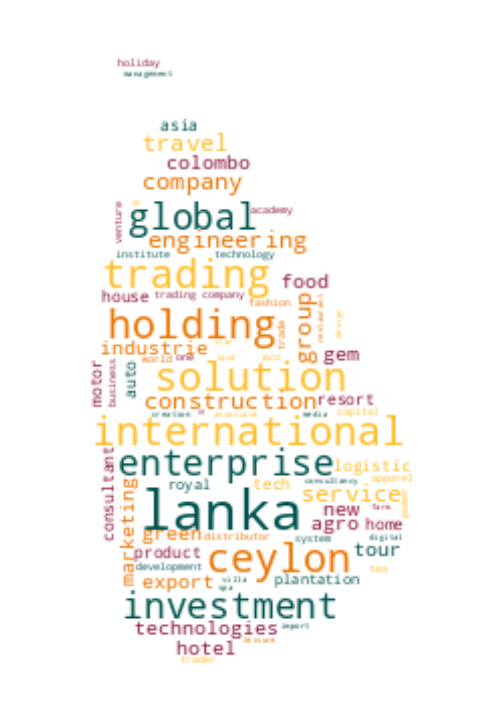 holiday
management
asia
travel
colombo
company
venture
global
academy
engineering
institute technology
trading
food
house trading company
fashion
holding
trade
group
restaurant
design
industrie
gem
motor
business
auto
world one land eco
solution
construction
resort
creation associate media capital
international
consultant
enterprise
logistic
royal
tech
consultancy
apparel
marketing
lanka
service
power
new
farm
agro
home
green
distributor
system
digital
product
ceylon
tour
development
tea
export
villa
spa
plantation
investment
technologies
import
hotel
leisure
trader